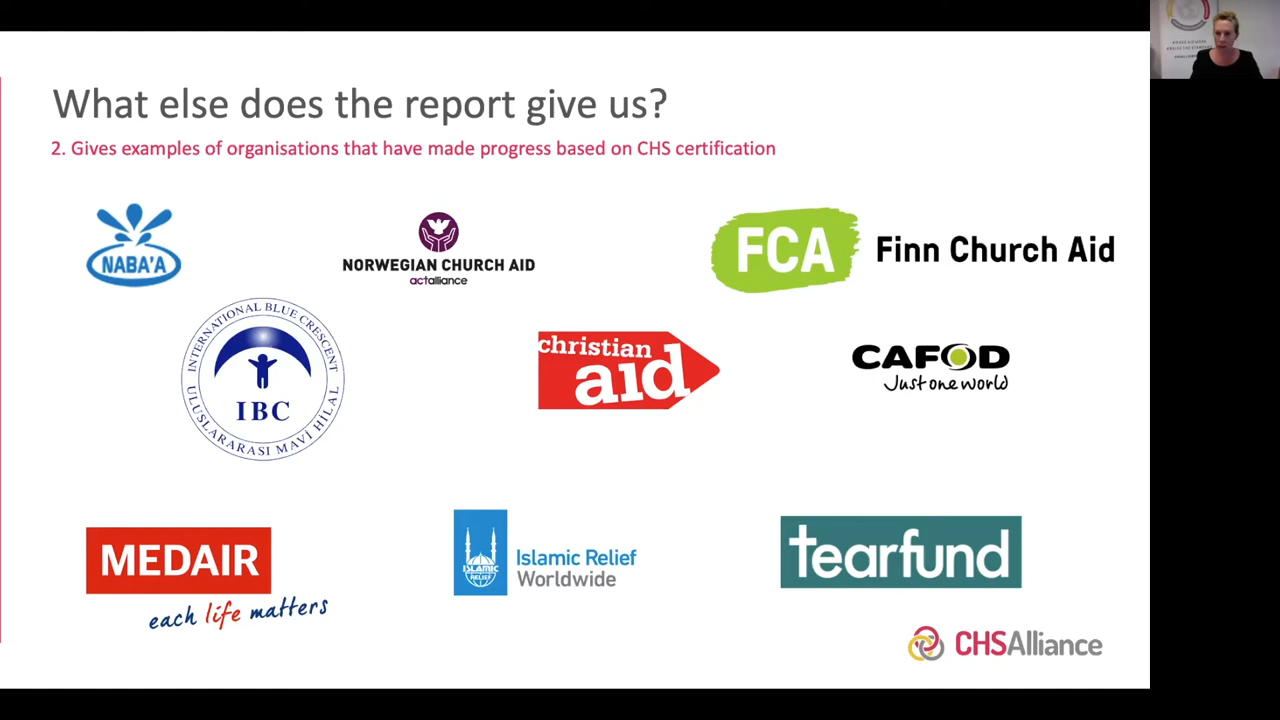 What else does the report give us?
2. Gives examples of organisations that have made progress based on CHS certification
NABA'A
NORWEGIAN CHURCH AID
actalliance
FCA
Finn Church Aid
INTERNATIONAL BLUE CRESCENT
IBC
ULUSLARARASI MAVİ HİLAL
christian
aid
CAFOD
Just one world
MEDAIR
each life matters
ISLAMIC
RELIEF
Islamic Relief
Worldwide
tearfund
CHSAlliance